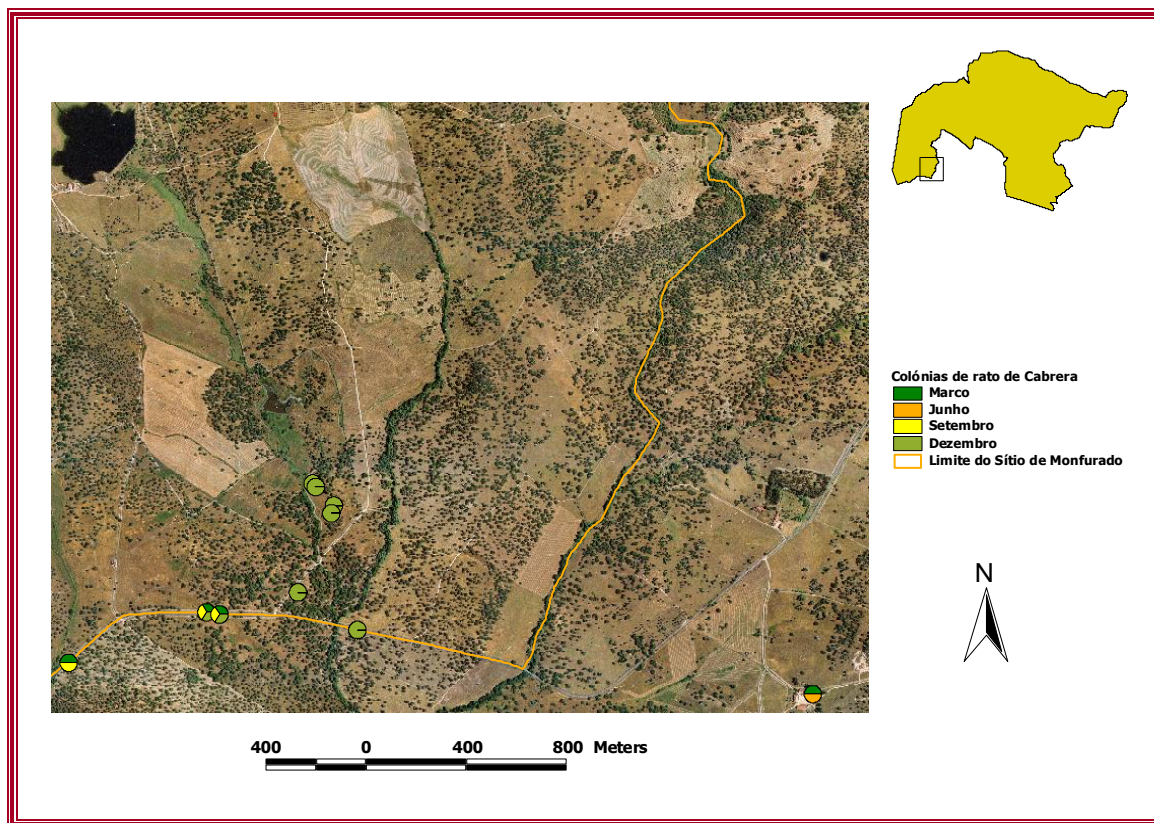 Colónias de rato de Cabrera
Marco
Junho
Setembro
Dezembro
Limite do Sítio de Monfurado
N
400 0 400 800 Meters